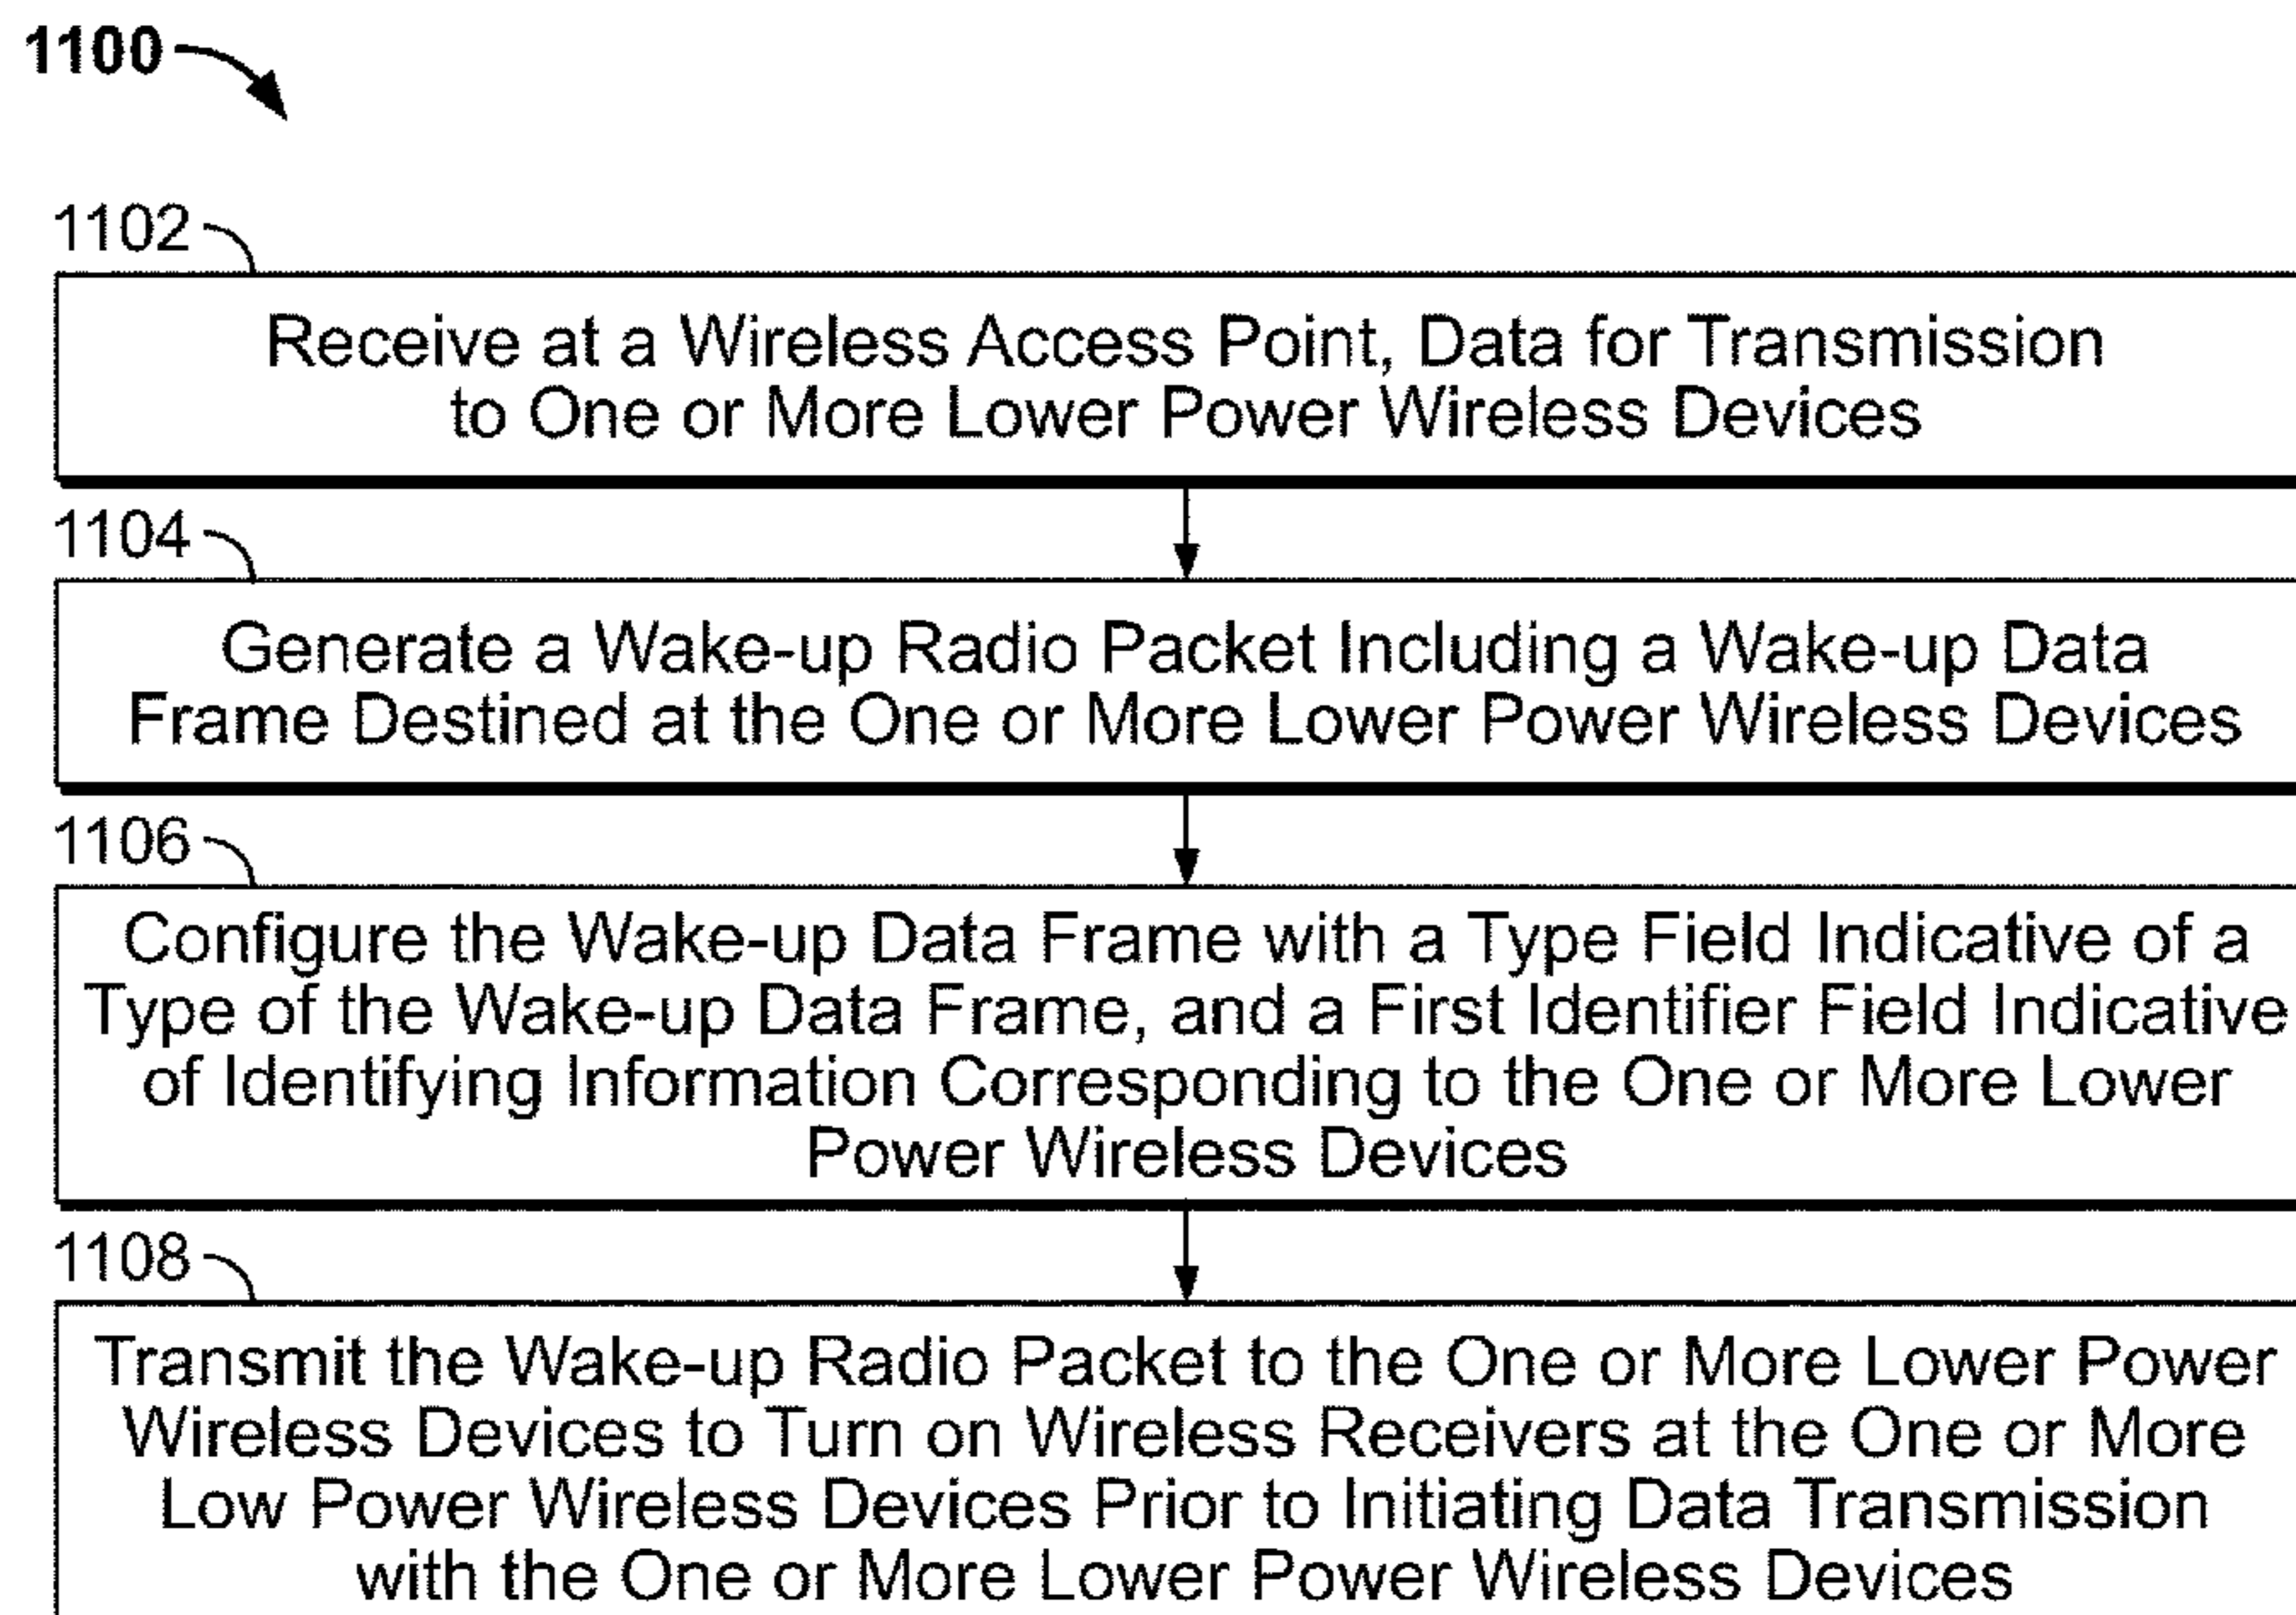 1100
1102
Receive at a Wireless Access Point, Data for Transmission
to One or More Lower Power Wireless Devices
1104
Generate a Wake-up Radio Packet Including a Wake-up Data
Frame Destined at the One or More Lower Power Wireless Devices
1106
Configure the Wake-up Data Frame with a Type Field Indicative of a
Type of the Wake-up Data Frame, and a First Identifier Field Indicative
of Identifying Information Corresponding to the One or More Lower
Power Wireless Devices
1108
Transmit the Wake-up Radio Packet to the One or More Lower Power
Wireless Devices to Turn on Wireless Receivers at the One or More
Low Power Wireless Devices Prior to Initiating Data Transmission
with the One or More Lower Power Wireless Devices